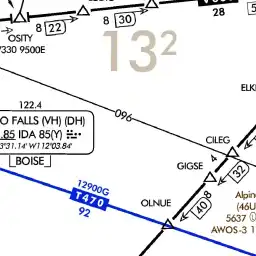 OSITY
8 22
8 30
V330 9500E
13²
122.4
O FALLS (VH) (DH)
.85 IDA 85(Y)
3°31.14' W112°03.84'
BOISE
096
CILEG
4
GIGSE
32
12900G
T470
92
OLNUE
40
Alpin
(46U
5637
AWOS-3 1
ELK